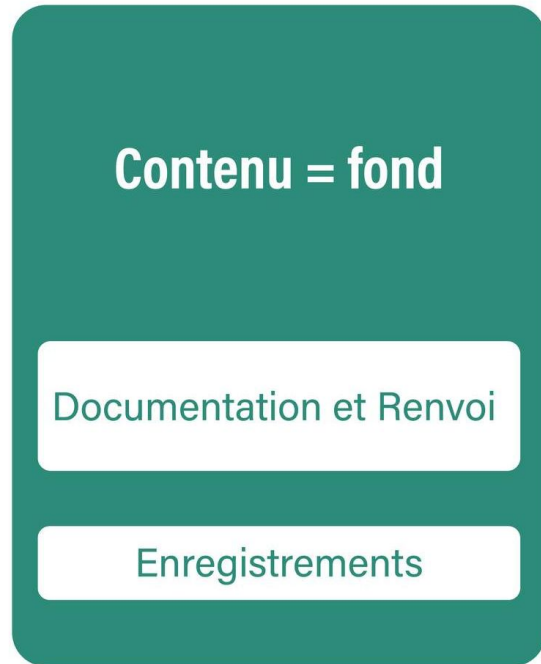 Contenu = fond
Documentation et Renvoi
Enregistrements